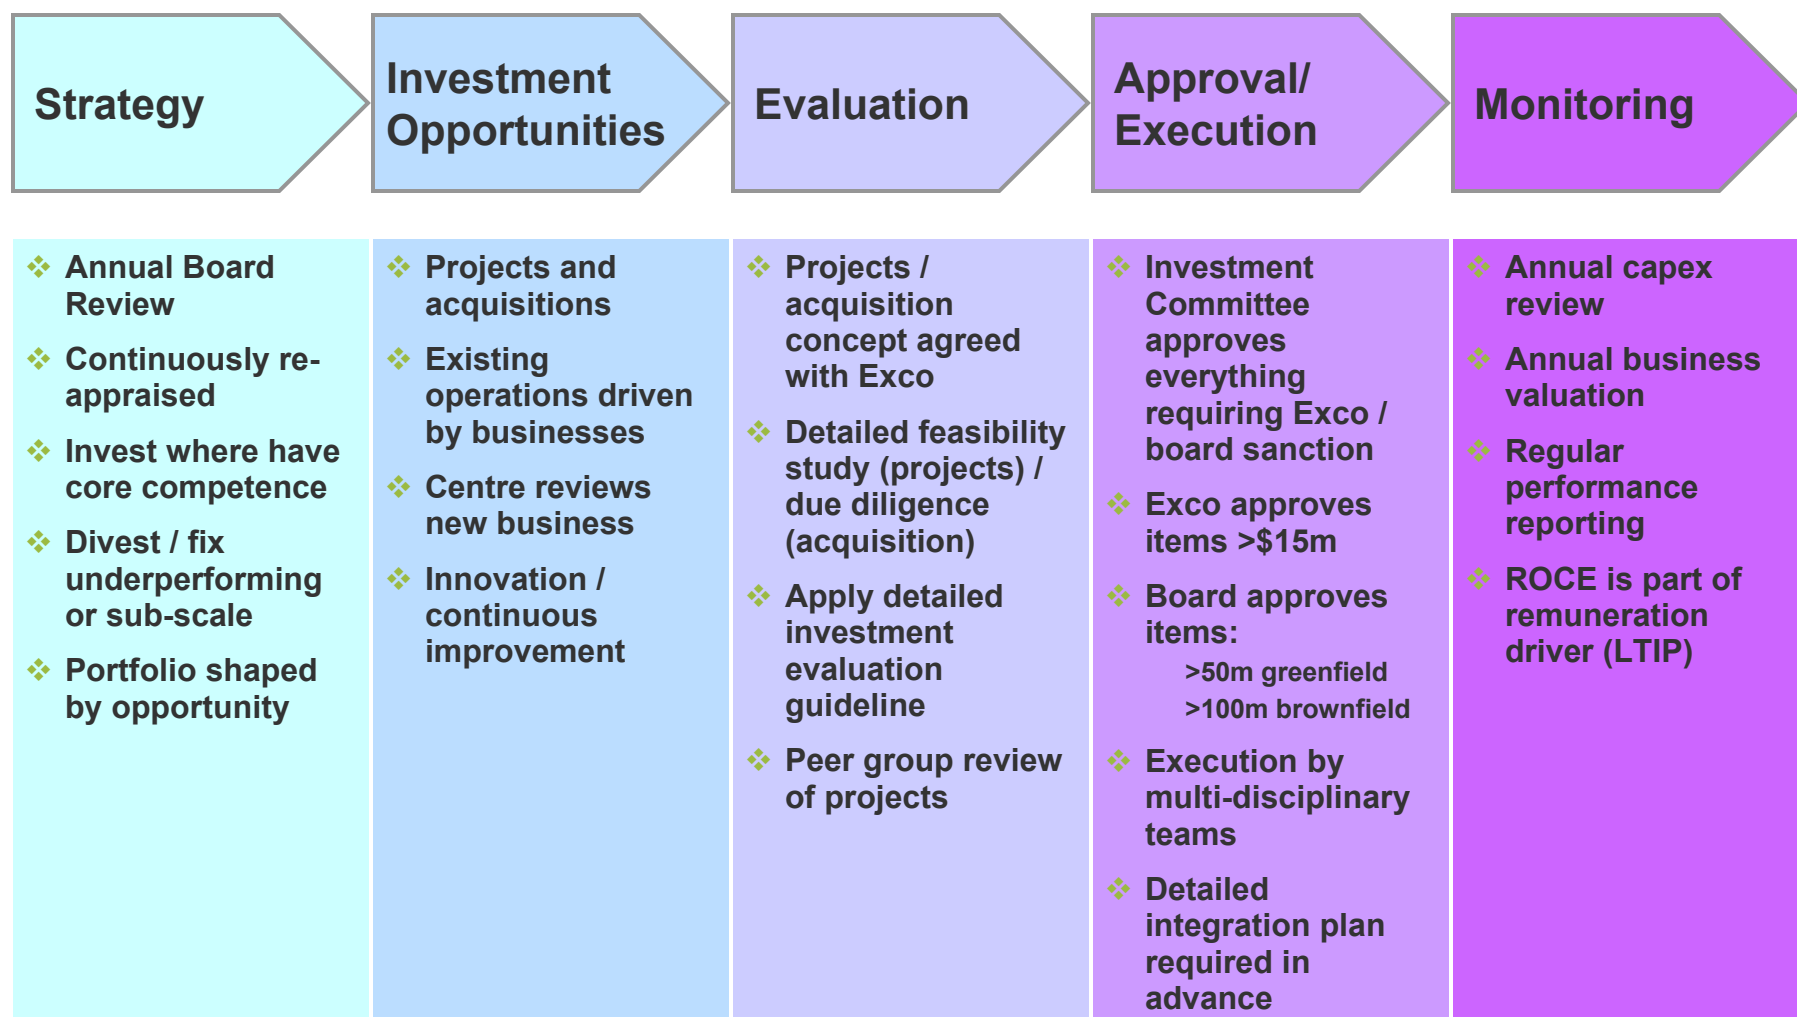 Strategy
Investment
Opportunities
Evaluation
Approval/
Execution
Monitoring
Annual Board
Review
Continuously re-
appraised
Invest where have
core competence
Divest / fix
underperforming
or sub-scale
Portfolio shaped
by opportunity
Projects and
acquisitions
Existing
operations driven
by businesses
Centre reviews
new business
Innovation /
continuous
improvement
Projects /
acquisition
concept agreed
with Exco
Detailed feasibility
study (projects) /
due diligence
(acquisition)
Apply detailed
investment
evaluation
guideline
Peer group review
of projects
Investment
Committee
approves
everything
requiring Exco /
board sanction
Exco approves
items >$15m
Board approves
items:
>50m greenfield
>100m brownfield
Execution by
multi-disciplinary
teams
Detailed
integration plan
required in
advance
Annual capex
review
Annual business
valuation
Regular
performance
reporting
ROCE is part of
remuneration
driver (LTIP)